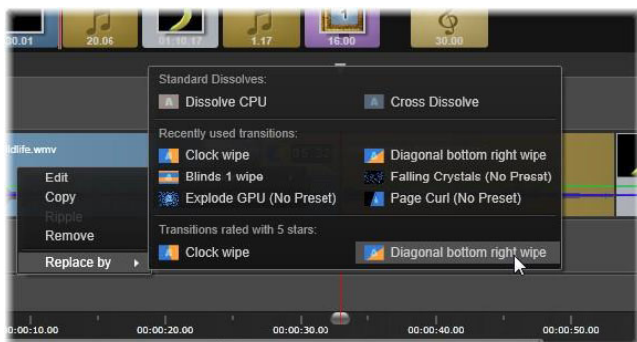 30.01 20.06 01:10.17 1.17 16.00 30.00
1
Standard Dissolves:
Dissolve CPU Cross Dissolve
Recently used transitions:
Clock wipe Diagonal bottom right wipe
Blinds 1 wipe Falling Crystals (No Preset)
Explode GPU (No Preset) Page Curl (No Preset)
Transitions rated with 5 stars:
Clock wipe Diagonal bottom right wipe
dlife.wmv
Edit
Copy
Ripple
Remove
Replace by
0:00:10.00 00:00:20.00 00:00:30.00 00:00:40.00 00:00:50.00